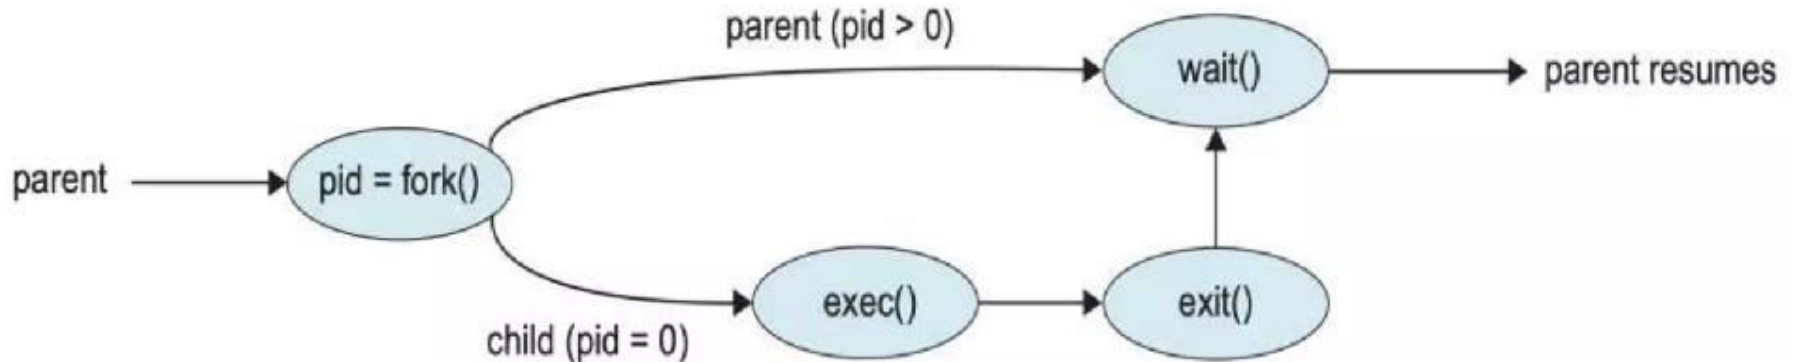 parent (pid > 0)
wait()
parent resumes
parent
pid = fork()
exec()
exit()
child (pid = 0)